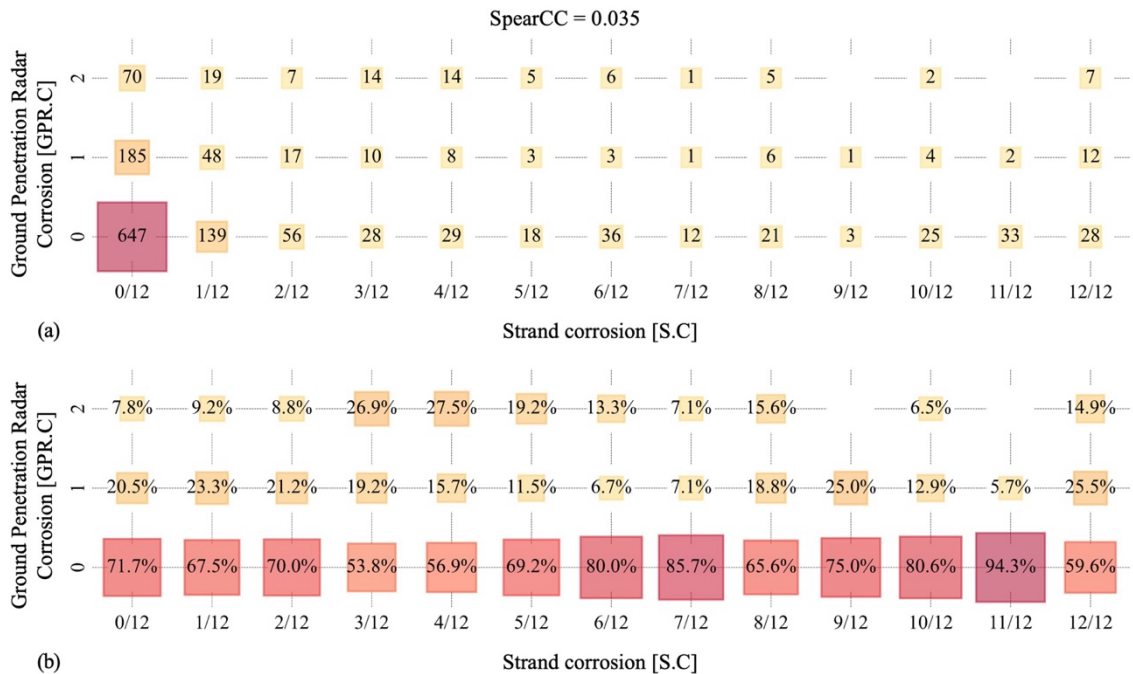 SpearCC = 0.035
Ground Penetration Radar
Corrosion [GPR.C]
2 70 19 7 14 14 5 6 1 5 2 7
1 185 48 17 10 8 3 3 1 6 1 4 2 12
0 647 139 56 28 29 18 36 12 21 3 25 33 28
0/12 1/12 2/12 3/12 4/12 5/12 6/12 7/12 8/12 9/12 10/12 11/12 12/12
(a) Strand corrosion [S.C]
Ground Penetration Radar
Corrosion [GPR.C]
2 7.8% 9.2% 8.8% 26.9% 27.5% 19.2% 13.3% 7.1% 15.6% 6.5% 14.9%
1 20.5% 23.3% 21.2% 19.2% 15.7% 11.5% 6.7% 7.1% 18.8% 25.0% 12.9% 5.7% 25.5%
0 71.7% 67.5% 70.0% 53.8% 56.9% 69.2% 80.0% 85.7% 65.6% 75.0% 80.6% 94.3% 59.6%
0/12 1/12 2/12 3/12 4/12 5/12 6/12 7/12 8/12 9/12 10/12 11/12 12/12
(b) Strand corrosion [S.C]